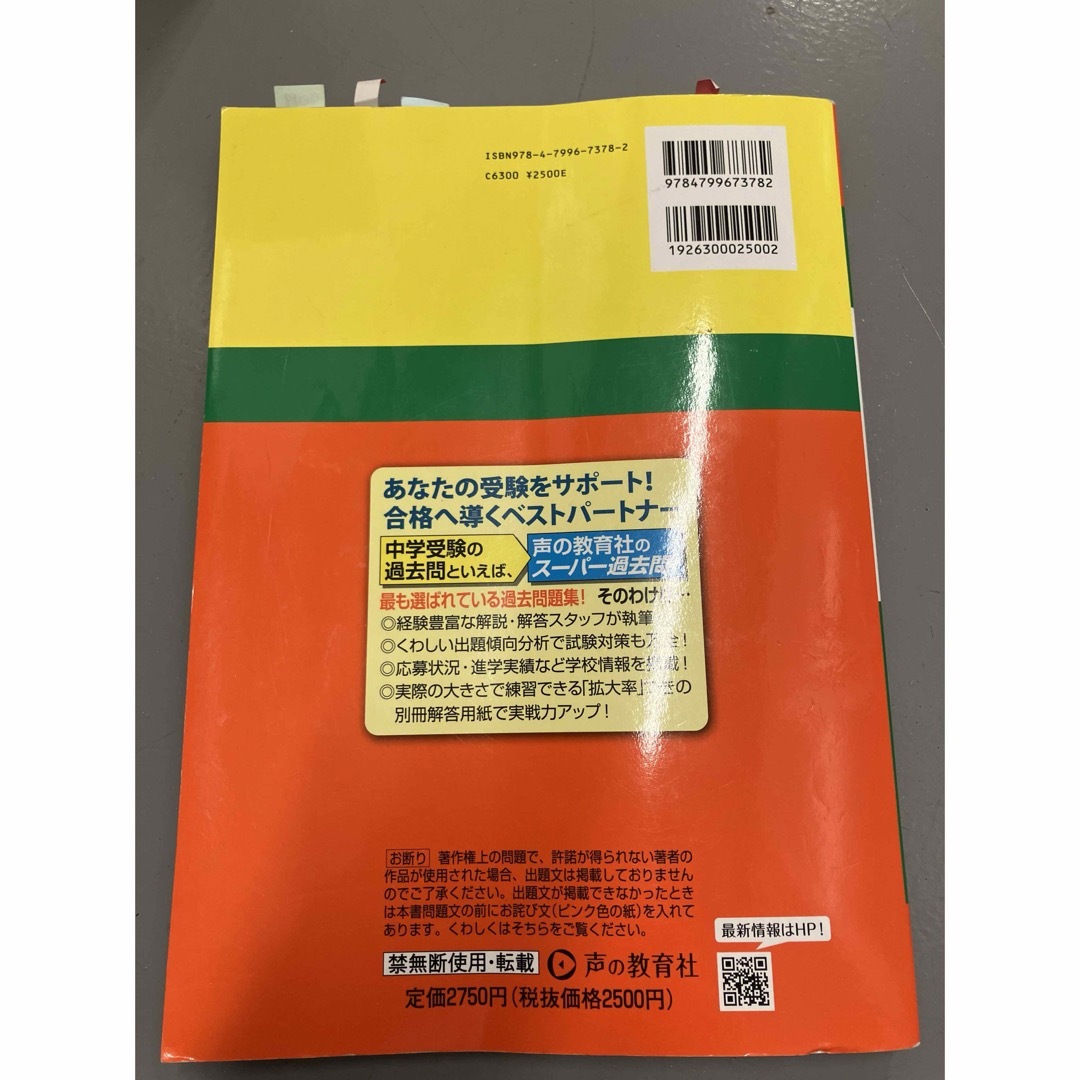 ISBN978-4-7996-7378-2
C6300 ¥2500E
9784799673782
1926300025002
あなたの受験をサポート!
合格へ導くベストパートナー
中学受験の
過去問といえば、
声の教育社の
スーパー過去問
最も選ばれている過去問題集! そのわけ
◎経験豊富な解説・解答スタッフが執筆
◎くわしい出題傾向分析で試験対策も万全!
◎応募状況・進学実績など学校情報を 載!
◎実際の大きさで練習できる「拡大率」 きの
別冊解答用紙で実戦力アップ!
お断り 著作権上の問題で、許諾が得られない著者の
作品が使用された場合、出題文は掲載しておりません
のでご了承ください。出題文が掲載できなかったとき
は本書問題文の前にお詫び文(ピンク色の紙)を入れて
あります。くわしくはそちらをご覧ください。
最新情報はHP!
禁無断使用・転載 声の教育社
定価2750円(税抜価格2500円)